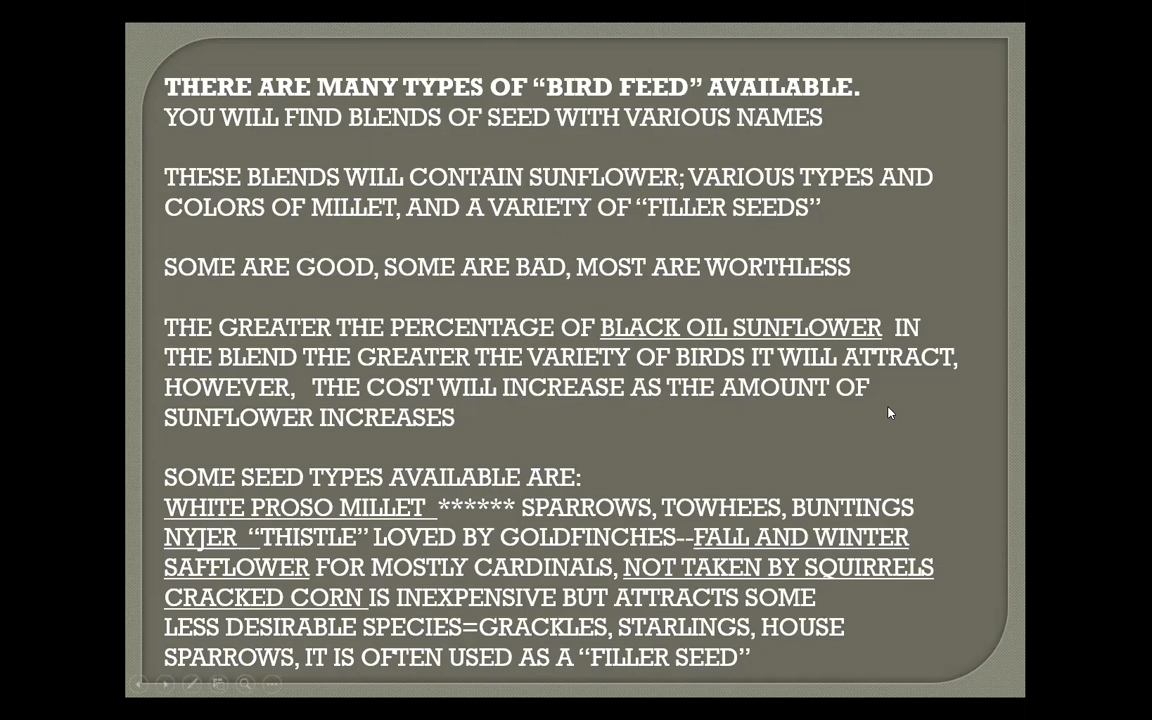 THERE ARE MANY TYPES OF “BIRD FEED” AVAILABLE.
YOU WILL FIND BLENDS OF SEED WITH VARIOUS NAMES
THESE BLENDS WILL CONTAIN SUNFLOWER; VARIOUS TYPES AND
COLORS OF MILLET, AND A VARIETY OF “FILLER SEEDS”
SOME ARE GOOD, SOME ARE BAD, MOST ARE WORTHLESS
THE GREATER THE PERCENTAGE OF BLACK OIL SUNFLOWER IN
THE BLEND THE GREATER THE VARIETY OF BIRDS IT WILL ATTRACT,
HOWEVER, THE COST WILL INCREASE AS THE AMOUNT OF
SUNFLOWER INCREASES
SOME SEED TYPES AVAILABLE ARE:
WHITE PROSO MILLET ****** SPARROWS, TOWHEES, BUNTINGS
NYJER “THISTLE” LOVED BY GOLDFINCHES--FALL AND WINTER
SAFFLOWER FOR MOSTLY CARDINALS, NOT TAKEN BY SQUIRRELS
CRACKED CORN IS INEXPENSIVE BUT ATTRACTS SOME
LESS DESIRABLE SPECIES=GRACKLES, STARLINGS, HOUSE
SPARROWS, IT IS OFTEN USED AS A “FILLER SEED”